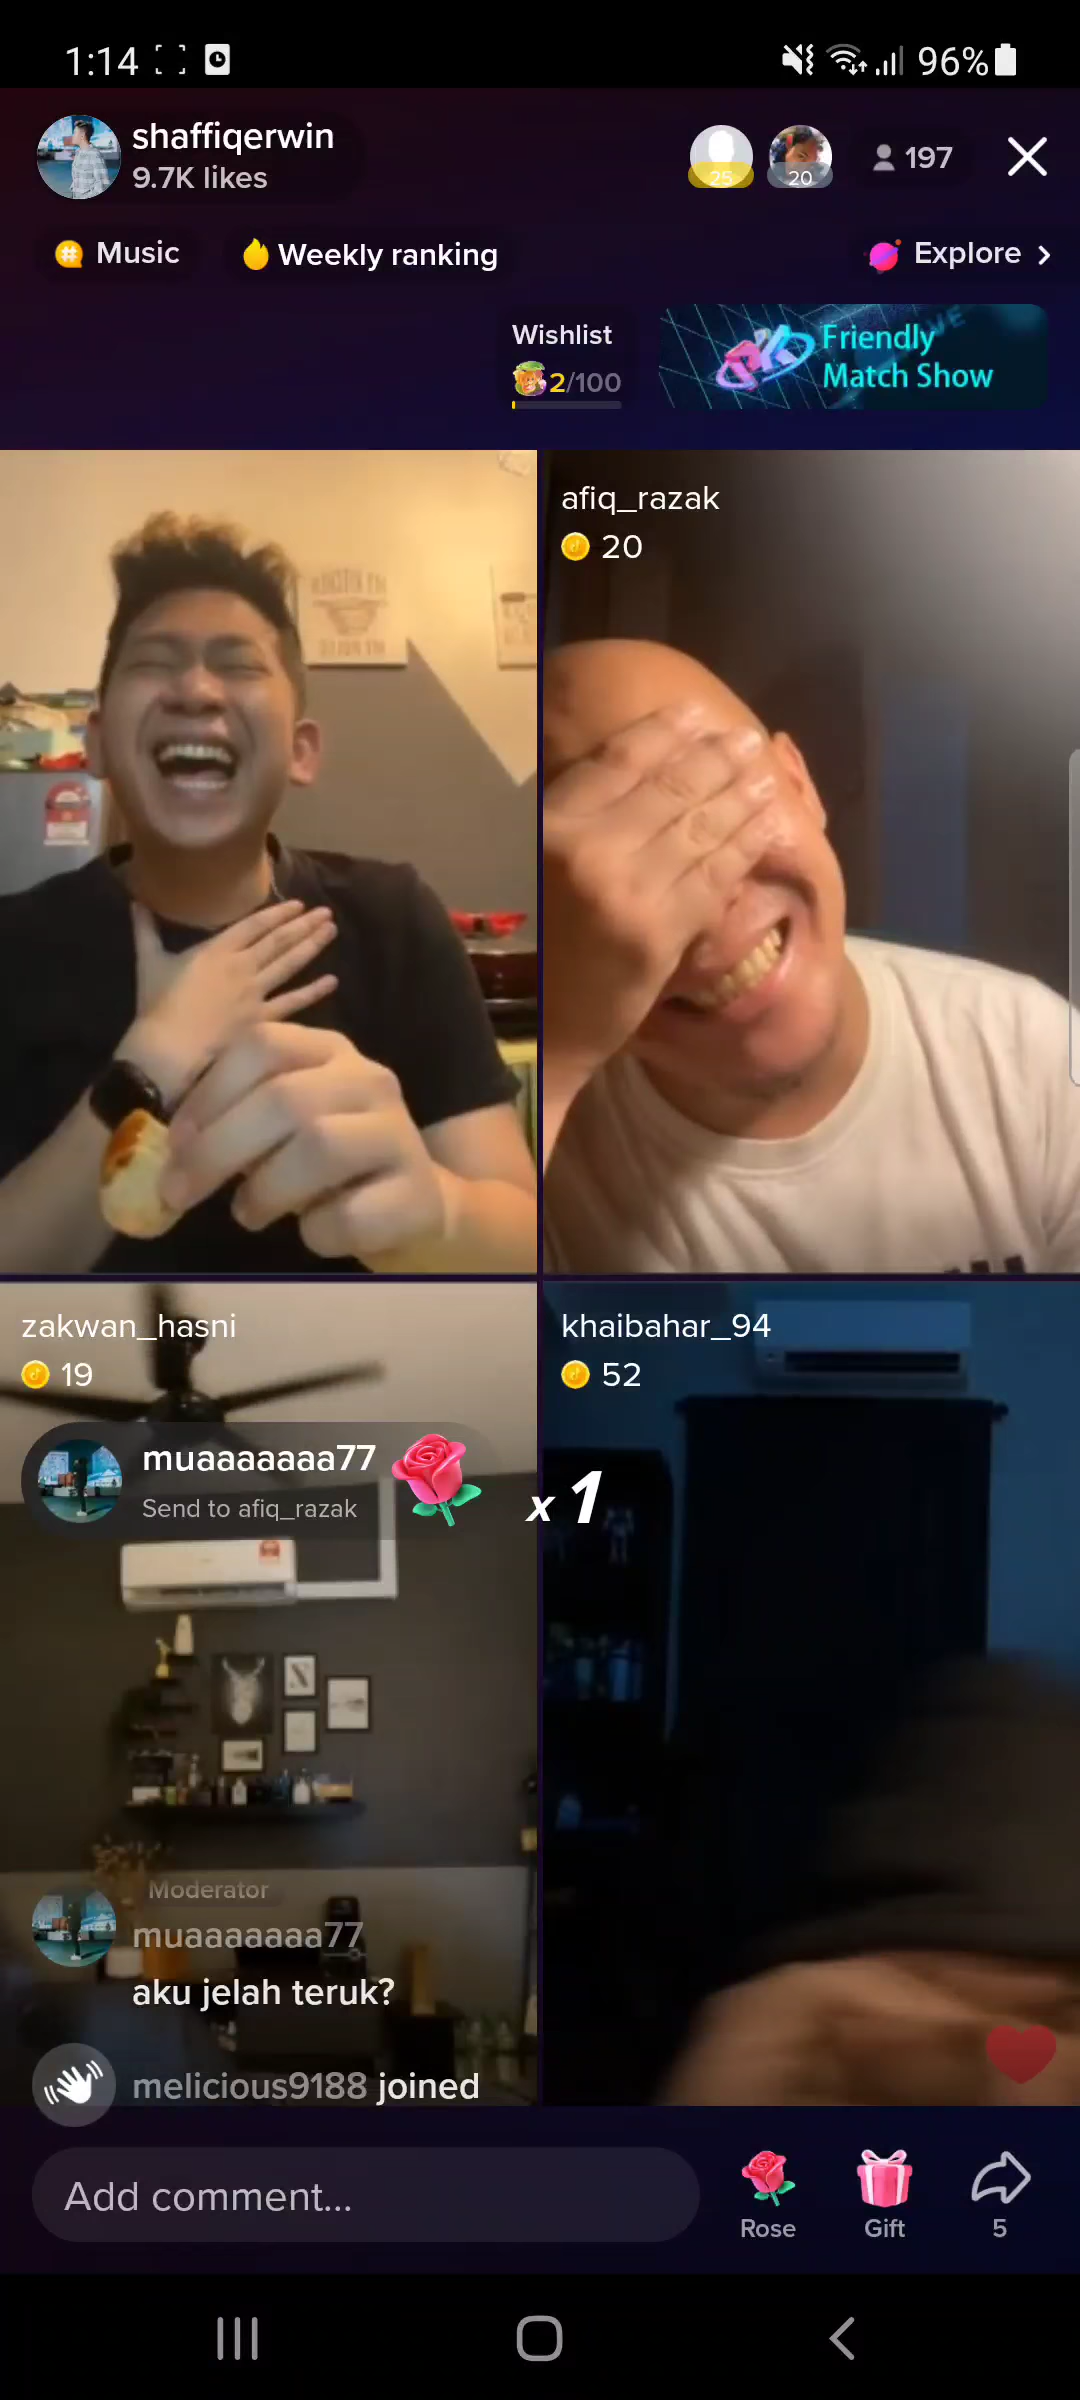 1:14
96%
shaffiqerwin
9.7K likes
25
20
197
Music
Weekly ranking
Explore
Wishlist
2/100
Friendly
Match Show
afiq_razak
20
zakwan_hasni
19
khaibahar_94
52
muaaaaaaa77
Send to afiq_razak
x 1
Moderator
muaaaaaaa77
aku jelah teruk?
melicious9188 joined
Add comment...
Rose
Gift
5